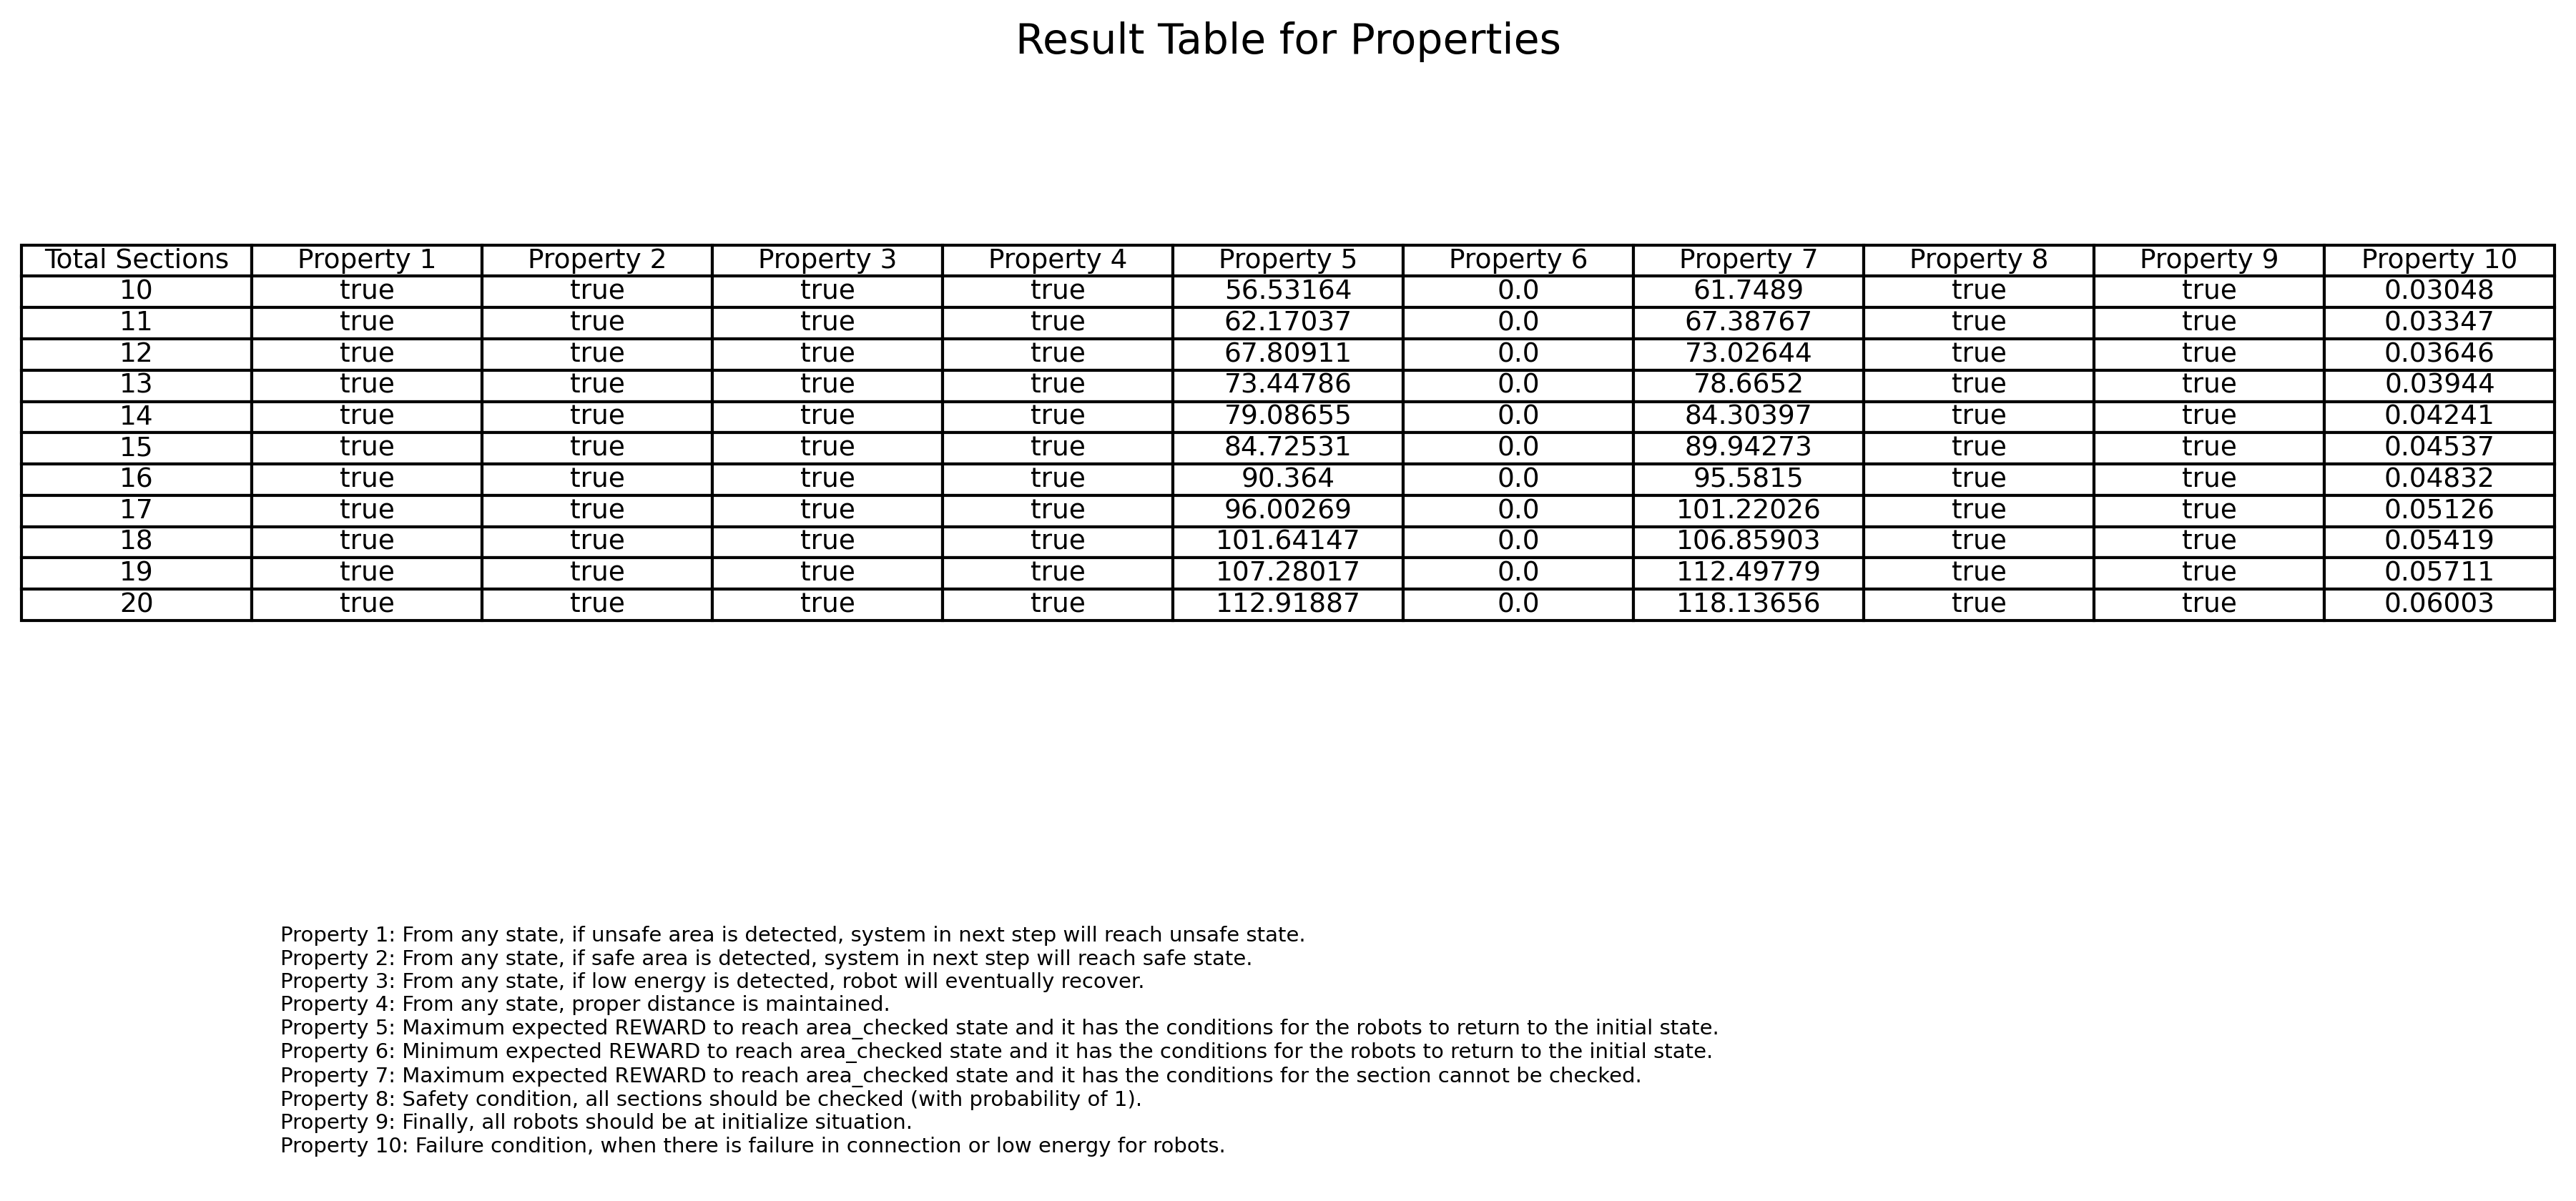 Result Table for Properties
Total Sections Property 1 Property 2 Property 3 Property 4 Property 5 Property 6 Property 7 Property 8 Property 9 Property 10
10 true true true true 56.53164 0.0 61.7489 true true 0.03048
11 true true true true 62.17037 0.0 67.38767 true true 0.03347
12 true true true true 67.80911 0.0 73.02644 true true 0.03646
13 true true true true 73.44786 0.0 78.6652 true true 0.03944
14 true true true true 79.08655 0.0 84.30397 true true 0.04241
15 true true true true 84.72531 0.0 89.94273 true true 0.04537
16 true true true true 90.364 0.0 95.5815 true true 0.04832
17 true true true true 96.00269 0.0 101.22026 true true 0.05126
18 true true true true 101.64147 0.0 106.85903 true true 0.05419
19 true true true true 107.28017 0.0 112.49779 true true 0.05711
20 true true true true 112.91887 0.0 118.13656 true true 0.06003
Property 1: From any state, if unsafe area is detected, system in next step will reach unsafe state.
Property 2: From any state, if safe area is detected, system in next step will reach safe state.
Property 3: From any state, if low energy is detected, robot will eventually recover.
Property 4: From any state, proper distance is maintained.
Property 5: Maximum expected REWARD to reach area_checked state and it has the conditions for the robots to return to the initial state.
Property 6: Minimum expected REWARD to reach area_checked state and it has the conditions for the robots to return to the initial state.
Property 7: Maximum expected REWARD to reach area_checked state and it has the conditions for the section cannot be checked.
Property 8: Safety condition, all sections should be checked (with probability of 1).
Property 9: Finally, all robots should be at initialize situation.
Property 10: Failure condition, when there is failure in connection or low energy for robots.